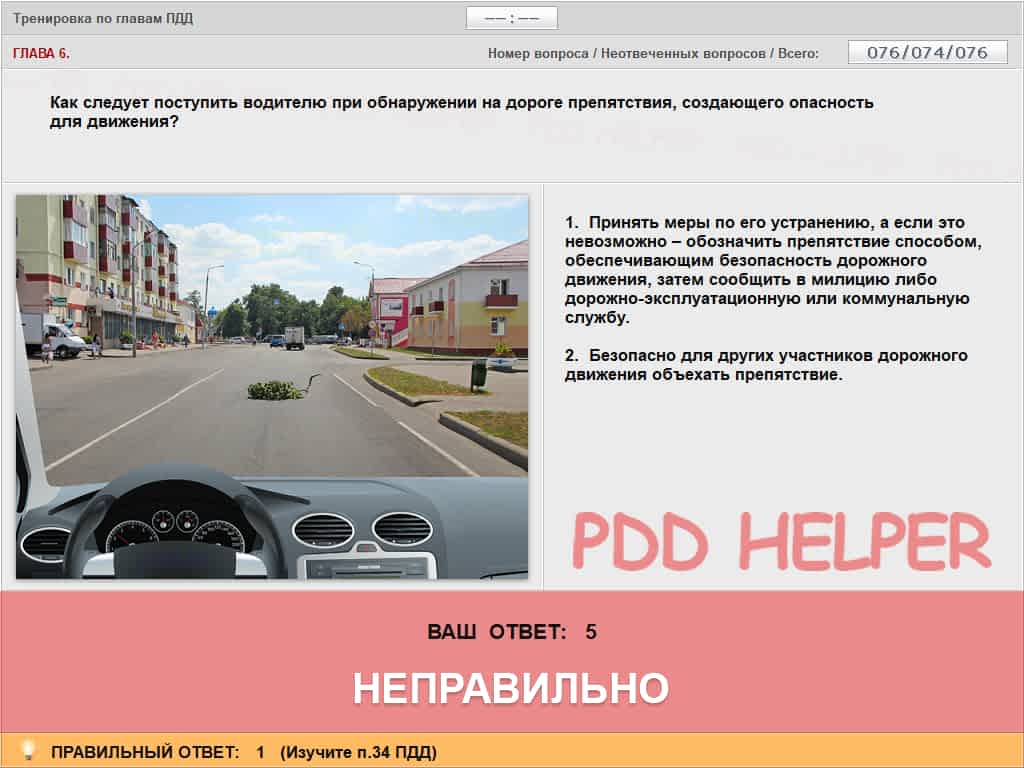 Тренировка по главам ПДД
—— : ——
ГЛАВА 6.
Номер вопроса / Неотвеченных вопросов / Всего:
076/074/076
Как следует поступить водителю при обнаружении на дороге препятствия, создающего опасность
для движения?
1. Принять меры по его устранению, а если это
невозможно – обозначить препятствие способом,
обеспечивающим безопасность дорожного
движения, затем сообщить в милицию либо
дорожно-эксплуатационную или коммунальную
службу.
2. Безопасно для других участников дорожного
движения объехать препятствие.
PDD HELPER
ВАШ ОТВЕТ: 5
НЕПРАВИЛЬНО
ПРАВИЛЬНЫЙ ОТВЕТ: 1 (Изучите п.34 ПДД)